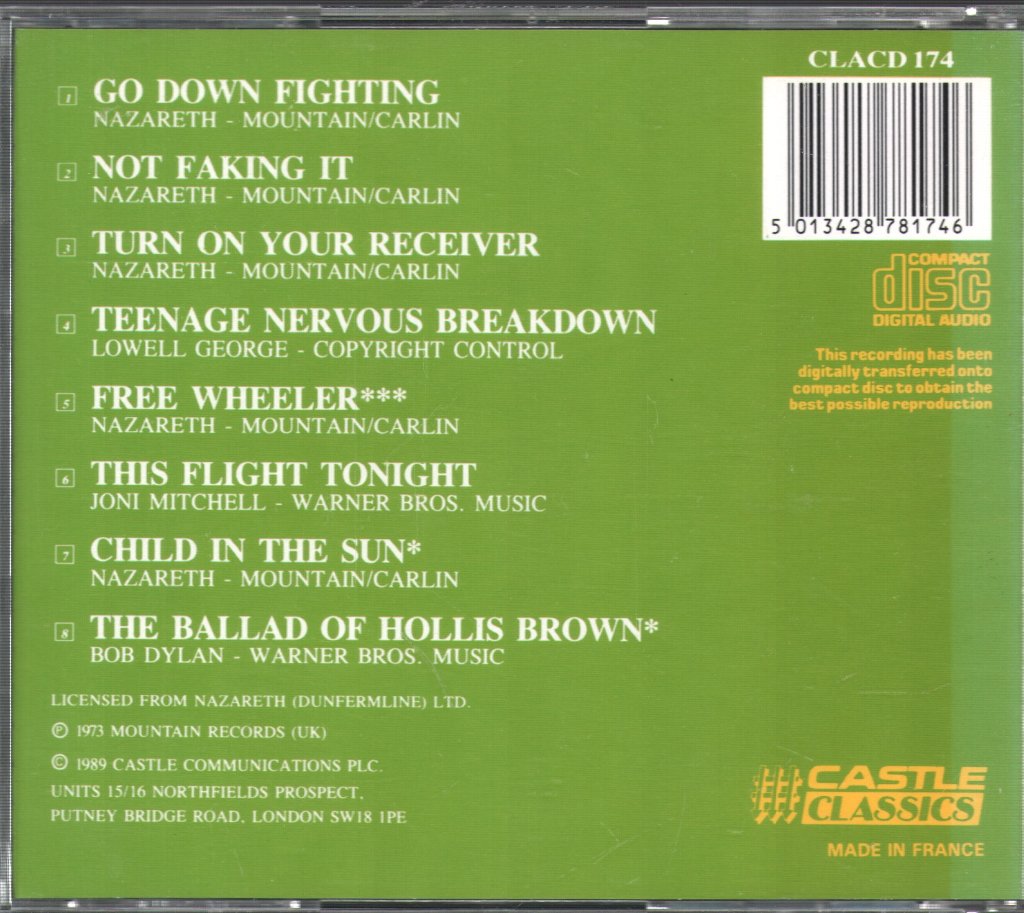 1 GO DOWN FIGHTING
NAZARETH - MOUNTAIN/CARLIN
2 NOT FAKING IT
NAZARETH - MOUNTAIN/CARLIN
3 TURN ON YOUR RECEIVER
NAZARETH - MOUNTAIN/CARLIN
4 TEENAGE NERVOUS BREAKDOWN
LOWELL GEORGE - COPYRIGHT CONTROL
5 FREE WHEELER***
NAZARETH - MOUNTAIN/CARLIN
6 THIS FLIGHT TONIGHT
JONI MITCHELL - WARNER BROS. MUSIC
7 CHILD IN THE SUN*
NAZARETH - MOUNTAIN/CARLIN
8 THE BALLAD OF HOLLIS BROWN*
BOB DYLAN - WARNER BROS. MUSIC
LICENSED FROM NAZARETH (DUNFERMLINE) LTD.
℗ 1973 MOUNTAIN RECORDS (UK)
© 1989 CASTLE COMMUNICATIONS PLC.
UNITS 15/16 NORTHFIELDS PROSPECT,
PUTNEY BRIDGE ROAD, LONDON SW18 1PE
CLACD 174
5 013428 781746
COMPACT
disc
DIGITAL AUDIO
This recording has been
digitally transferred onto
compact disc to obtain the
best possible reproduction
CASTLE
CLASSICS
MADE IN FRANCE